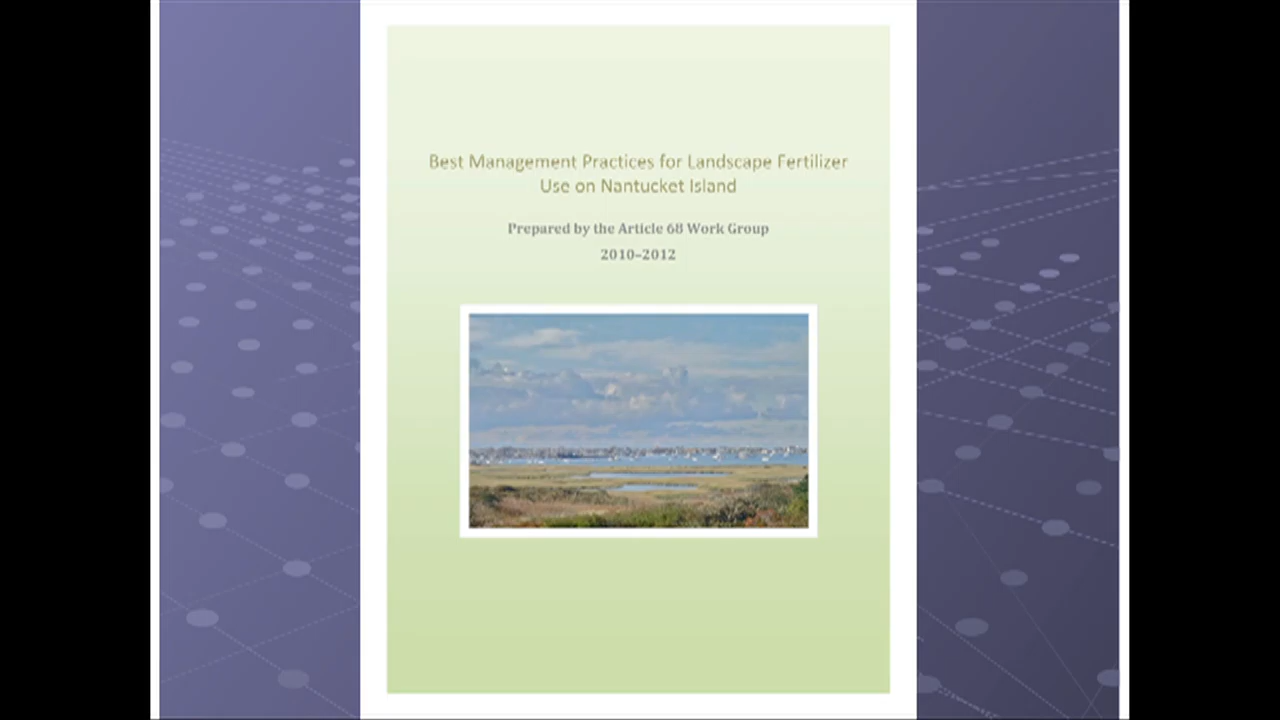 Best Management Practices for Landscape Fertilizer
Use on Nantucket Island
Prepared by the Article 68 Work Group
2010–2012